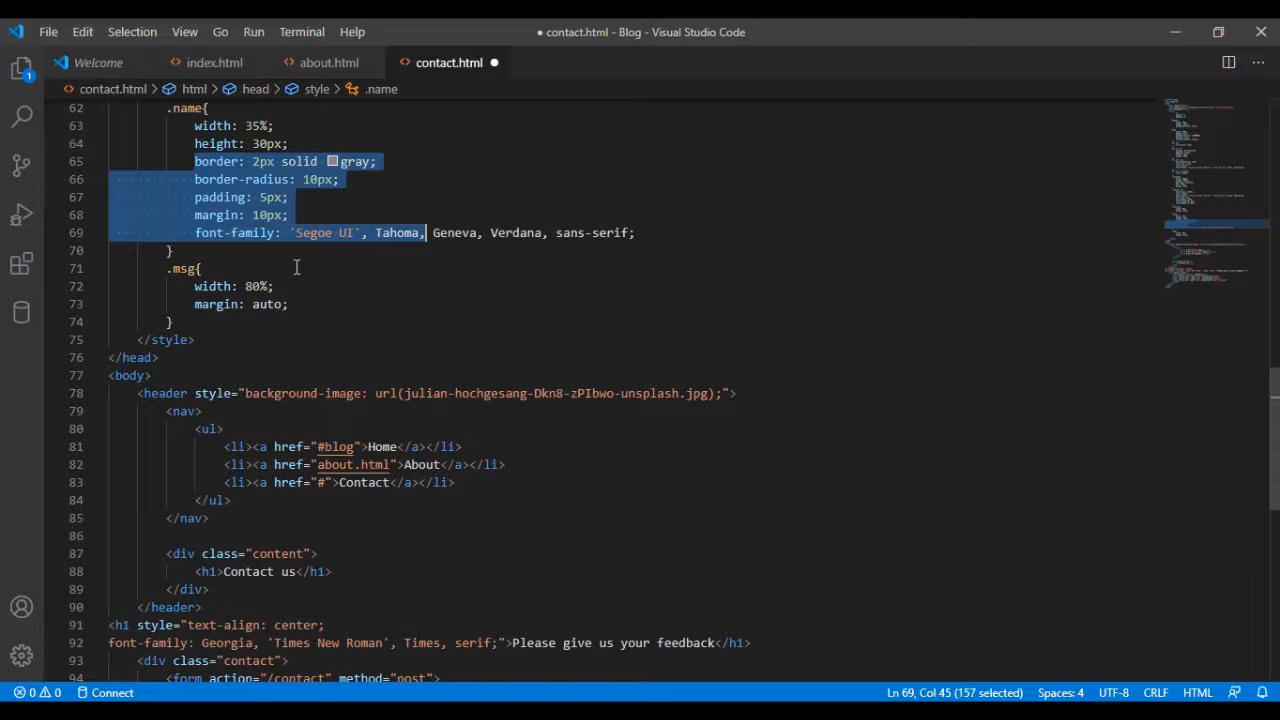 File Edit Selection View Go Run Terminal Help ● contact.html - Blog - Visual Studio Code
Welcome index.html about.html contact.html ●
contact.html > html > head > style > .name
62 .name{
63 width: 35%;
64 height: 30px;
65 border: 2px solid gray;
66 border-radius: 10px;
67 padding: 5px;
68 margin: 10px;
69 font-family: 'Segoe UI', Tahoma, Geneva, Verdana, sans-serif;
70 }
71 .msg{
72 width: 80%;
73 margin: auto;
74 }
75 </style>
76 </head>
77 <body>
78 <header style="background-image: url(julian-hochgesang-Dkn8-zPIbwo-unsplash.jpg);">
79 <nav>
80 <ul>
81 <li><a href="#blog">Home</a></li>
82 <li><a href="about.html">About</a></li>
83 <li><a href="#">Contact</a></li>
84 </ul>
85 </nav>
86
87 <div class="content">
88 <h1>Contact us</h1>
89 </div>
90 </header>
91 <h1 style="text-align: center;
92 font-family: Georgia, 'Times New Roman', Times, serif;">Please give us your feedback</h1>
93 <div class="contact">
94 <form action="/contact" method="post">
0 0 Connect Ln 69, Col 45 (157 selected) Spaces: 4 UTF-8 CRLF HTML